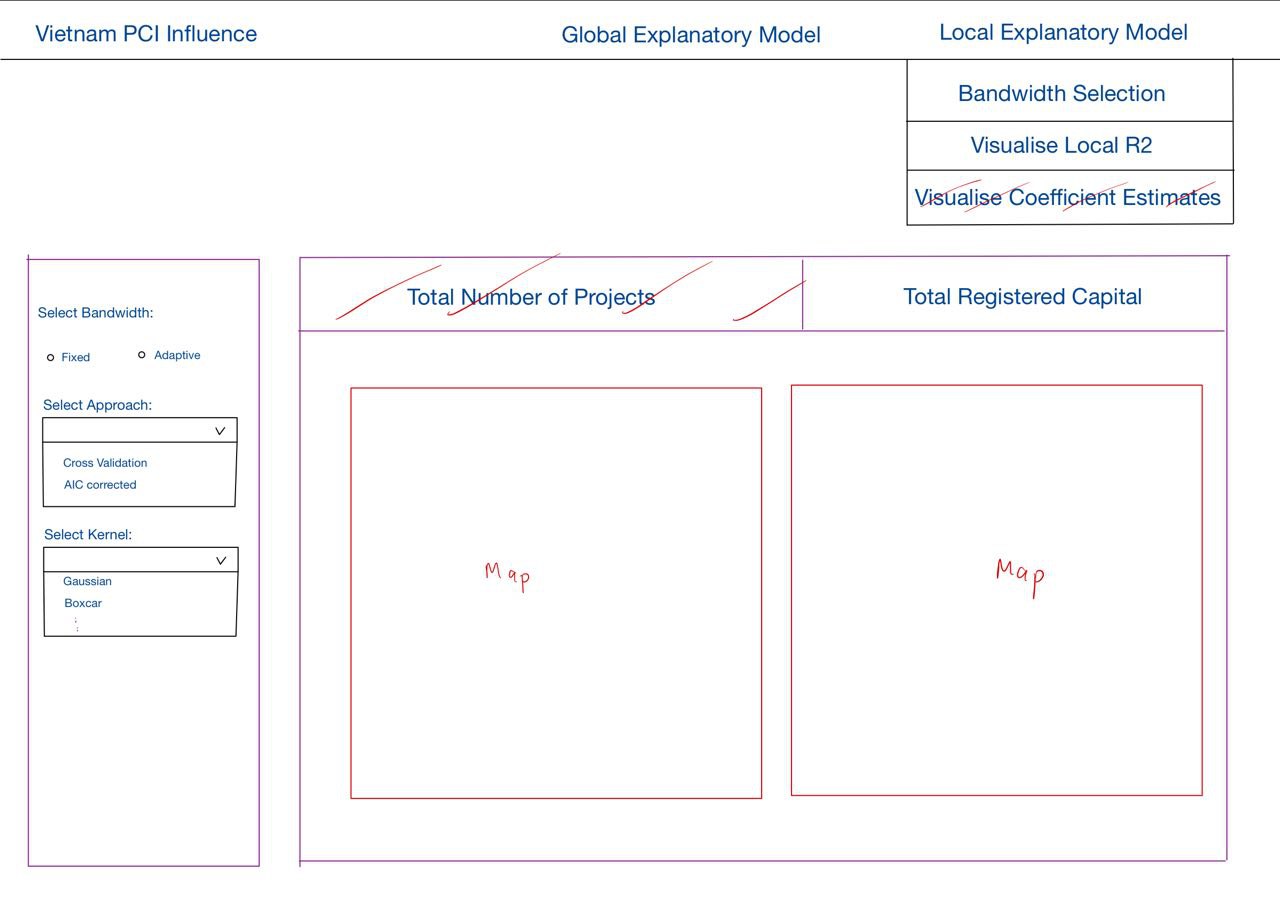 Vietnam PCI Influence
Global Explanatory Model
Local Explanatory Model
Bandwidth Selection
Visualise Local R2
Visualise Coefficient Estimates
Select Bandwidth:
Fixed
Adaptive
Select Approach:
Cross Validation
AIC corrected
Select Kernel:
Gaussian
Boxcar
Total Number of Projects
Total Registered Capital
Map
Map